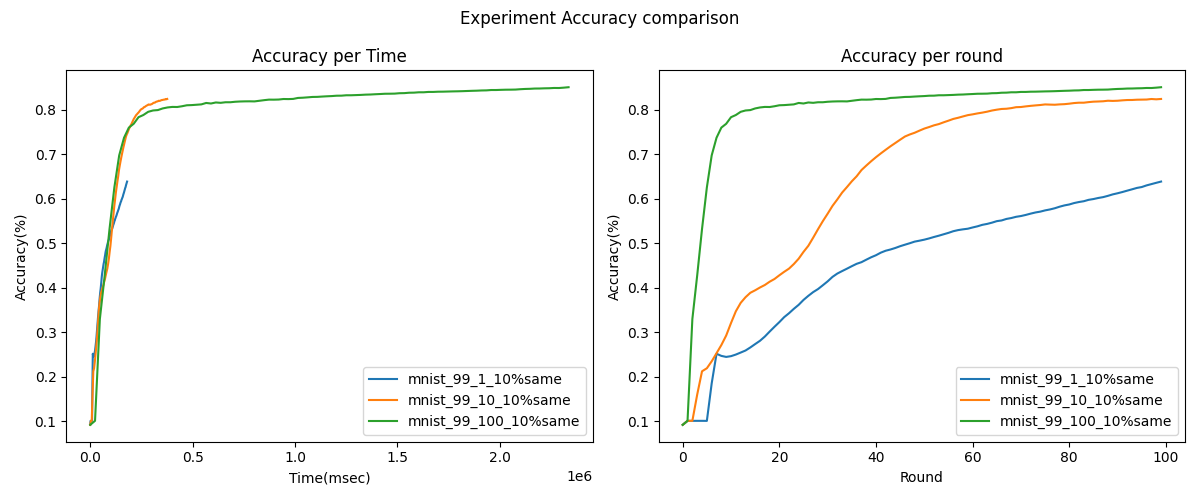 Experiment Accuracy comparison
Accuracy per Time
Accuracy(%)
0.8
0.7
0.6
0.5
0.4
0.3
0.2
0.1
mnist_99_1_10%same
mnist_99_10_10%same
mnist_99_100_10%same
0.0 0.5 1.0 1.5 2.0
1e6
Time(msec)
Accuracy per round
Accuracy(%)
0.8
0.7
0.6
0.5
0.4
0.3
0.2
0.1
mnist_99_1_10%same
mnist_99_10_10%same
mnist_99_100_10%same
0 20 40 60 80 100
Round